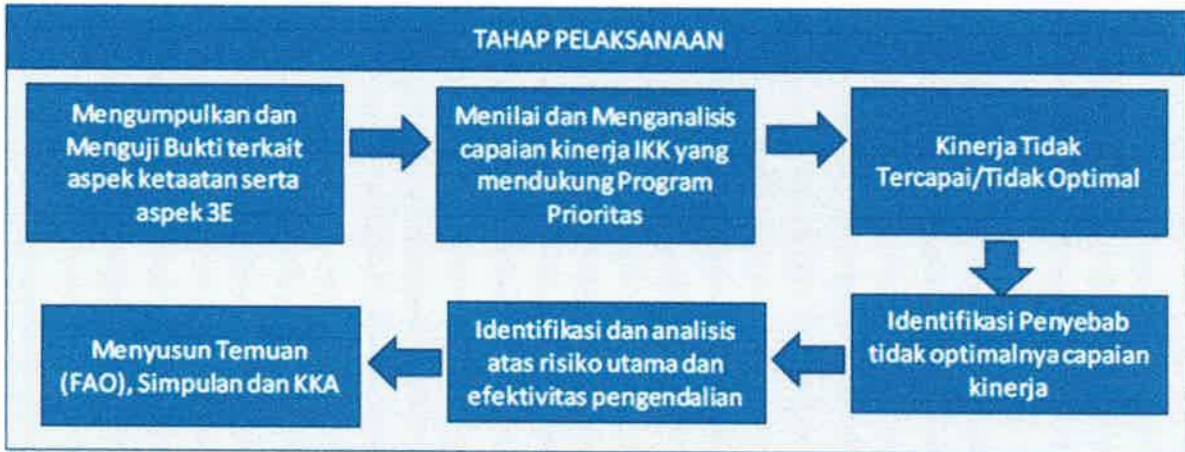 TAHAP PELAKSANAAN
Mengumpulkan dan
Menguji Bukti terkait
aspek ketaatan serta
aspek 3E
Menilai dan Menganalisis
capaian kinerja IKK yang
mendukung Program
Prioritas
Kinerja Tidak
Tercapai/Tidak Optimal
Identifikasi Penyebab
tidak optimalnya capaian
kinerja
Identifikasi dan analisis
atas risiko utama dan
efektivitas pengendalian
Menyusun Temuan
(FAO), Simpulan dan KKA